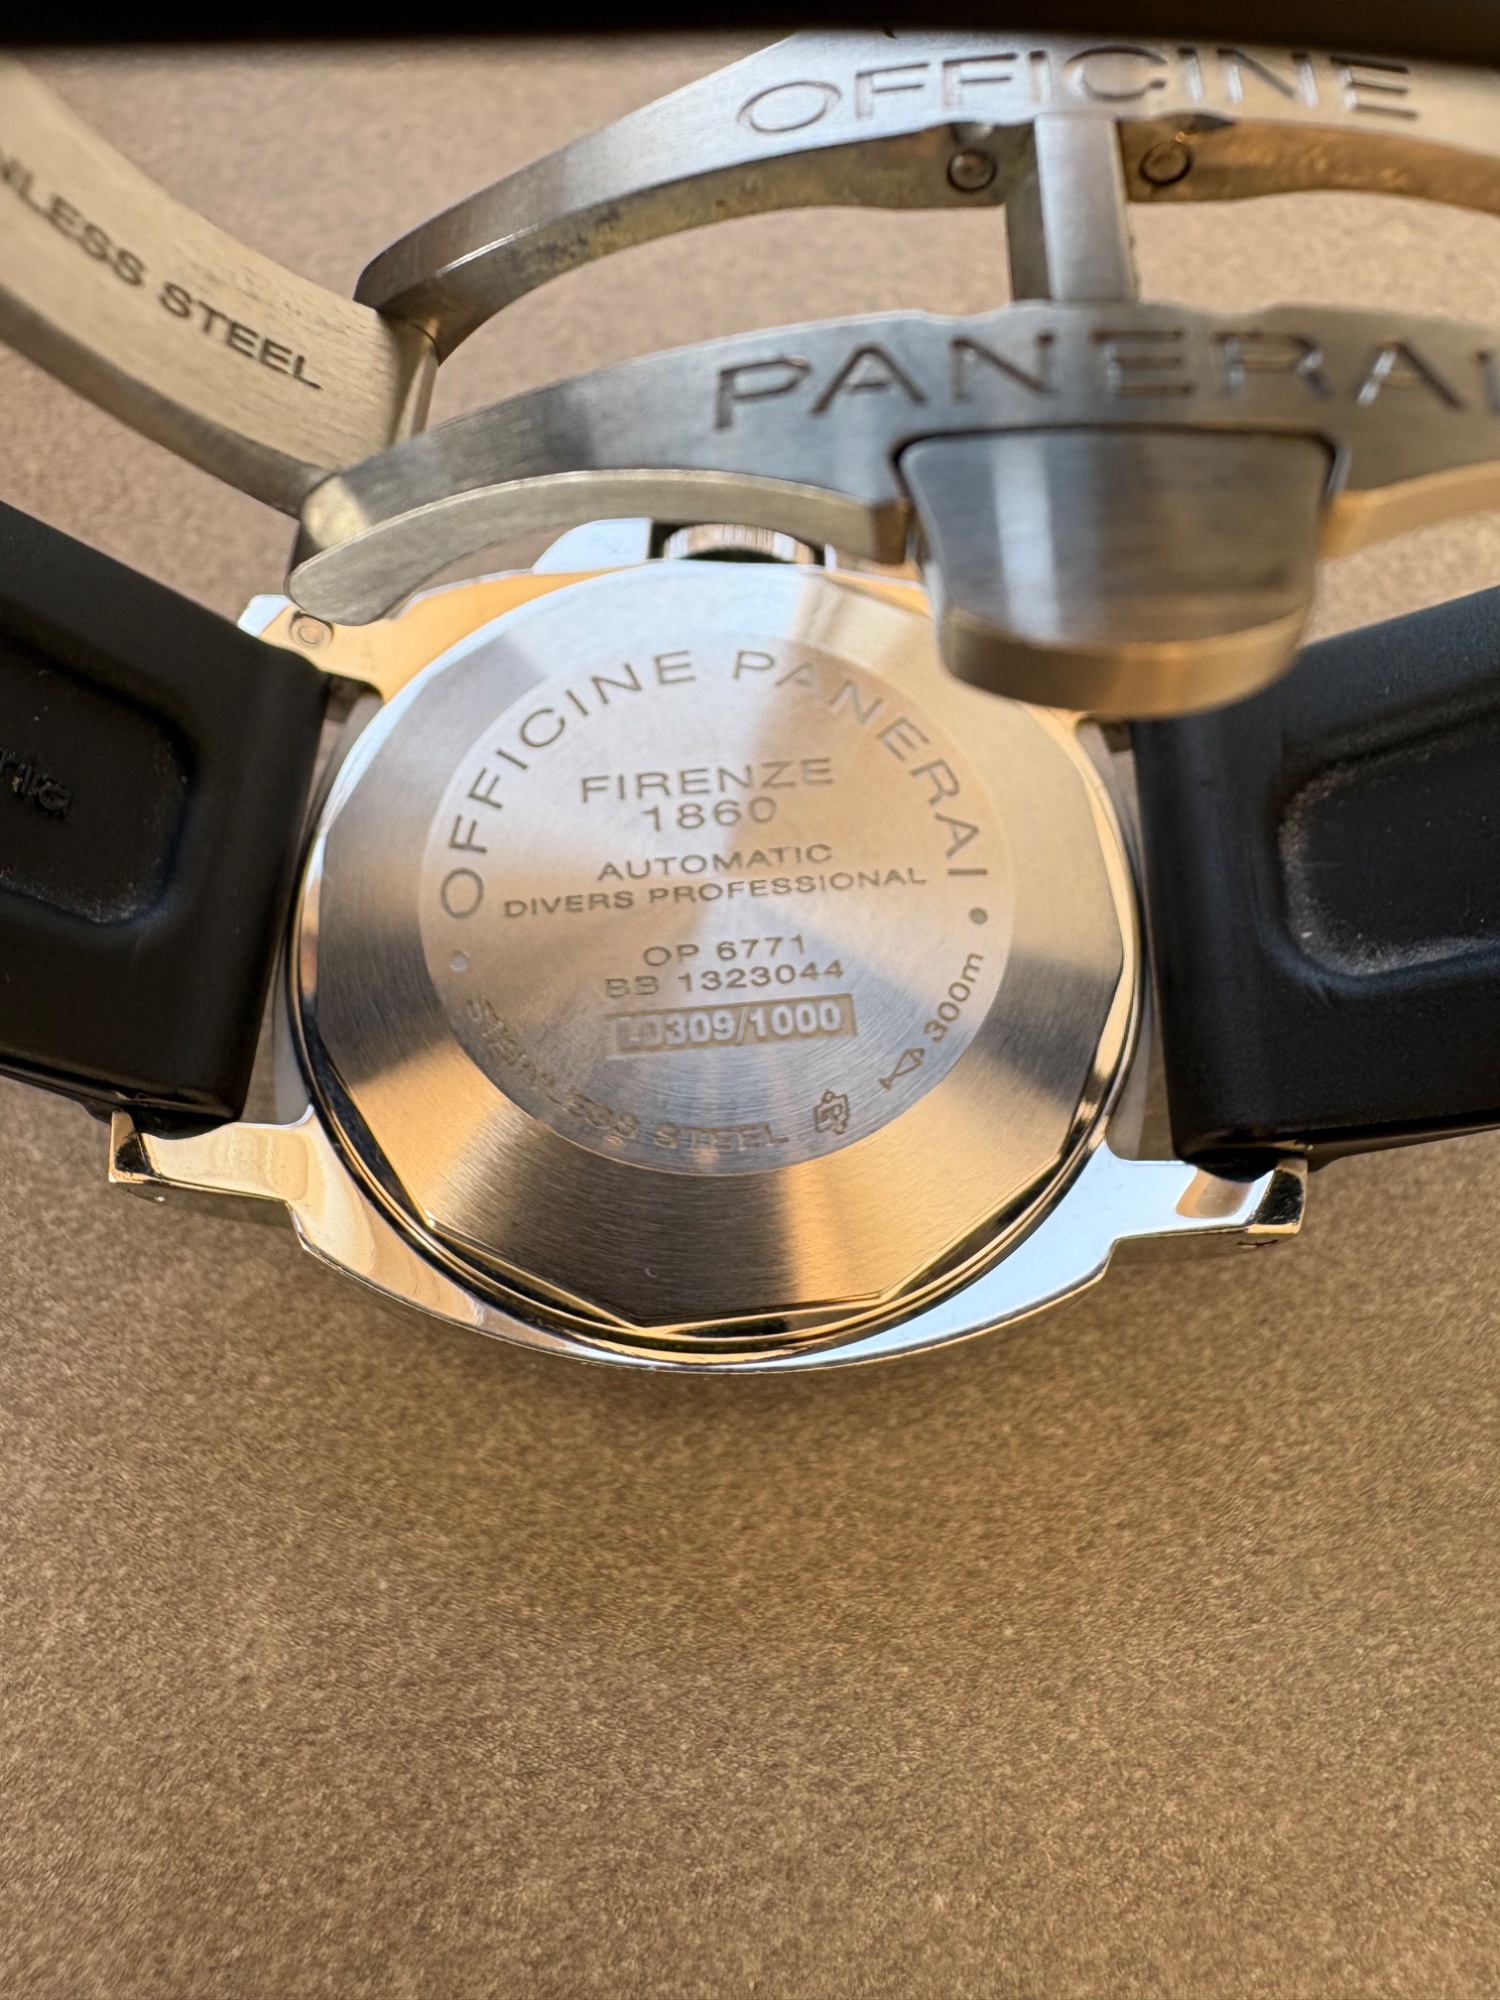 OFFICINE
STEEL
PANERAI
OFFICINE PANERAI
FIRENZE
1860
AUTOMATIC
DIVERS PROFESSIONAL
OP 6771
BB 1323044
309/1000
300m
STAINLESS STEEL